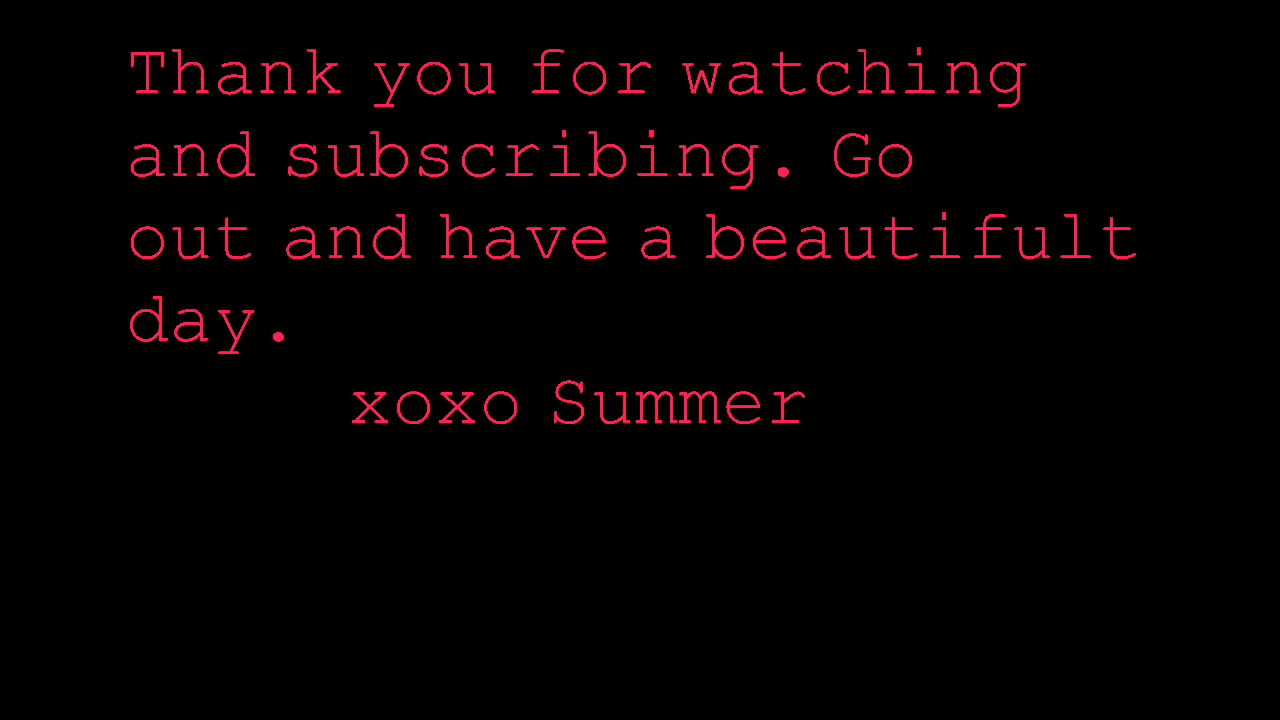 Thank you for watching
and subscribing. Go
out and have a beautifult
day.
xoxo Summer